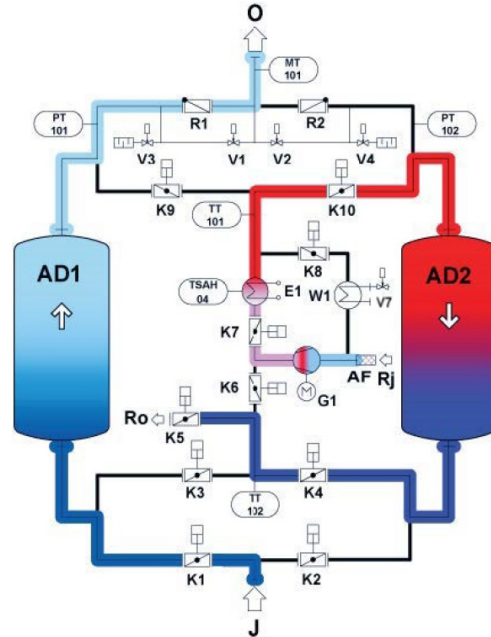 O
MT
101
PT
101
R1
R2
PT
102
V3
V1
V2
V4
K9
TT
101
K10
AD1
AD2
K8
TSAH
04
E1
W1
V7
K7
AF
Rj
K6
G1
M
Ro
K5
K3
TT
102
K4
K1
K2
J